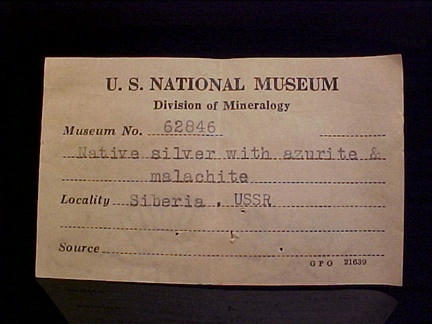 U. S. NATIONAL MUSEUM
Division of Mineralogy
Museum No. 62846
Native silver with azurite &
malachite
Locality Siberia, USSR
Source
GPO 21639